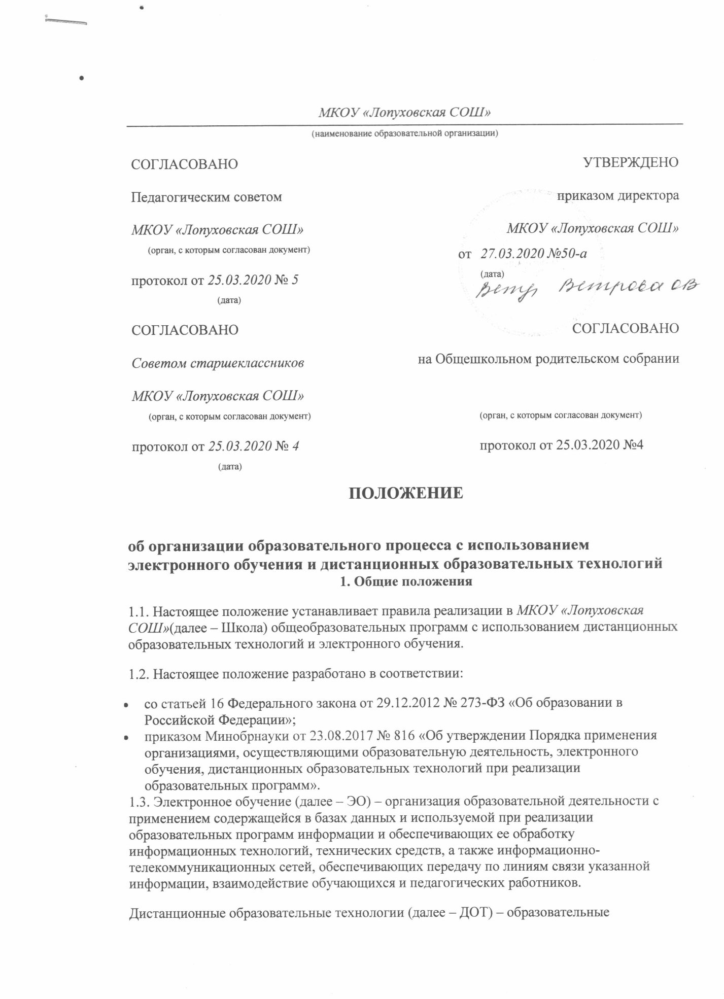 МКОУ «Лопуховская СОШ»
(наименование образовательной организации)
СОГЛАСОВАНО
Педагогическим советом
МКОУ «Лопуховская СОШ»
(орган, с которым согласован документ)
протокол от 25.03.2020 № 5
(дата)
УТВЕРЖДЕНО
приказом директора
МКОУ «Лопуховская СОШ»
от 27.03.2020 №50-а
(дата)
Ветрова ОВ
СОГЛАСОВАНО
Советом старшеклассников
МКОУ «Лопуховская СОШ»
(орган, с которым согласован документ)
протокол от 25.03.2020 № 4
(дата)
СОГЛАСОВАНО
на Общешкольном родительском собрании
(орган, с которым согласован документ)
протокол от 25.03.2020 №4
ПОЛОЖЕНИЕ
об организации образовательного процесса с использованием
электронного обучения и дистанционных образовательных технологий
1. Общие положения
1.1. Настоящее положение устанавливает правила реализации в МКОУ «Лопуховская
СОШ»(далее – Школа) общеобразовательных программ с использованием дистанционных
образовательных технологий и электронного обучения.
1.2. Настоящее положение разработано в соответствии:
• со статьей 16 Федерального закона от 29.12.2012 № 273-ФЗ «Об образовании в
Российской Федерации»;
• приказом Минобрнауки от 23.08.2017 № 816 «Об утверждении Порядка применения
организациями, осуществляющими образовательную деятельность, электронного
обучения, дистанционных образовательных технологий при реализации
образовательных программ».
1.3. Электронное обучение (далее – ЭО) – организация образовательной деятельности с
применением содержащейся в базах данных и используемой при реализации
образовательных программ информации и обеспечивающих ее обработку
информационных технологий, технических средств, а также информационно-
телекоммуникационных сетей, обеспечивающих передачу по линиям связи указанной
информации, взаимодействие обучающихся и педагогических работников.
Дистанционные образовательные технологии (далее – ДОТ) – образовательные